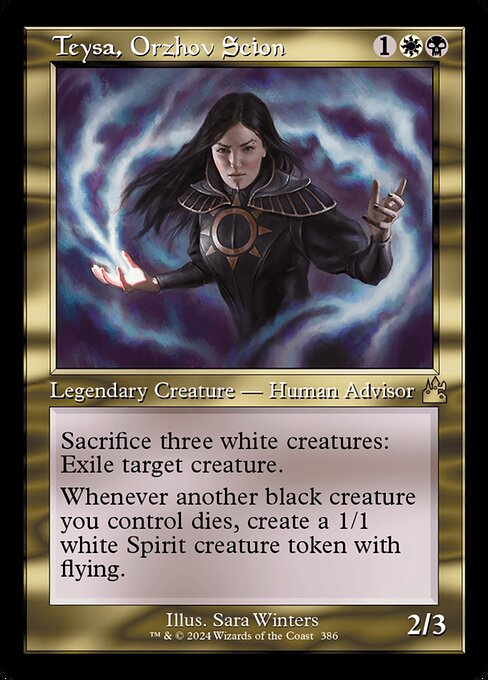 Teysa, Orzhov Scion 1
Legendary Creature — Human Advisor
Sacrifice three white creatures:
Exile target creature.
Whenever another black creature
you control dies, create a 1/1
white Spirit creature token with
flying.
Illus. Sara Winters
™ & © 2024 Wizards of the Coast 386
2/3